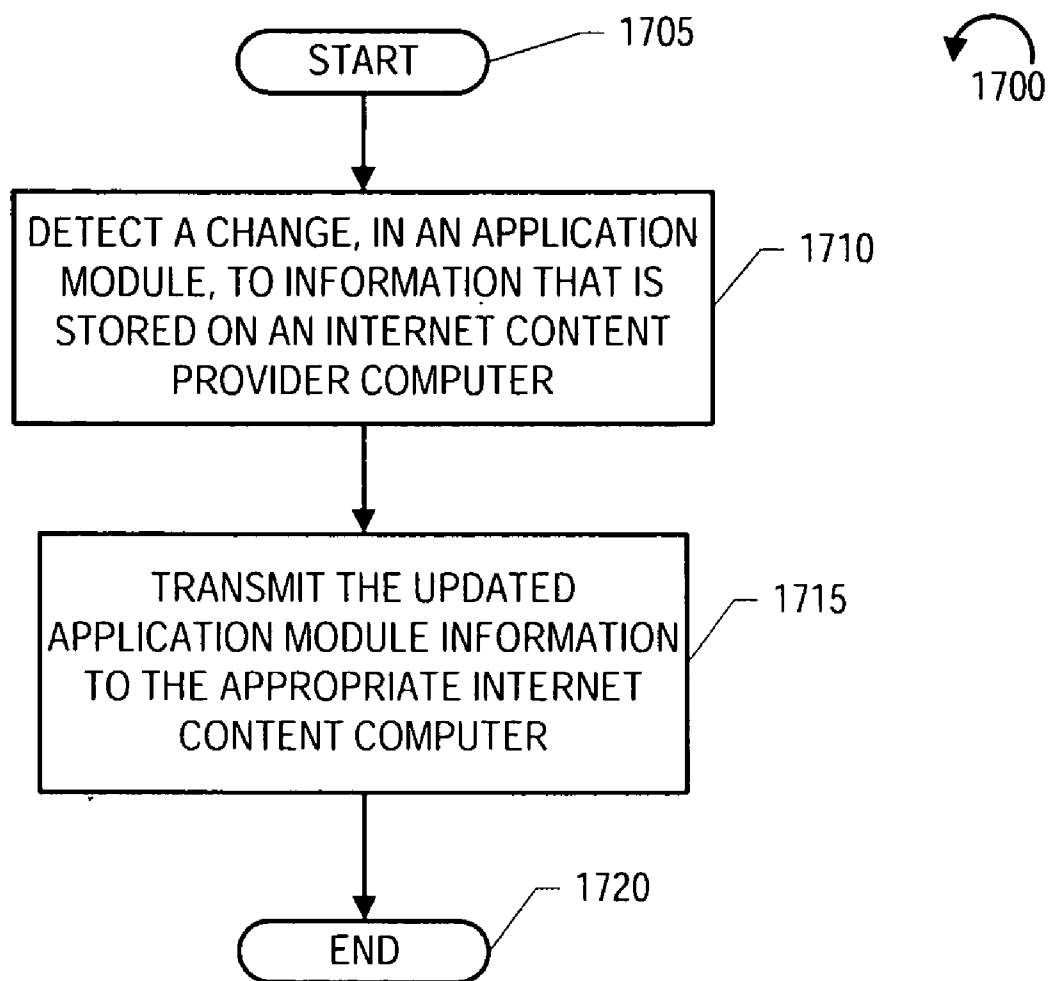 START
1705
1700
DETECT A CHANGE, IN AN APPLICATION
MODULE, TO INFORMATION THAT IS
STORED ON AN INTERNET CONTENT
PROVIDER COMPUTER
1710
TRANSMIT THE UPDATED
APPLICATION MODULE INFORMATION
TO THE APPROPRIATE INTERNET
CONTENT COMPUTER
1715
END
1720